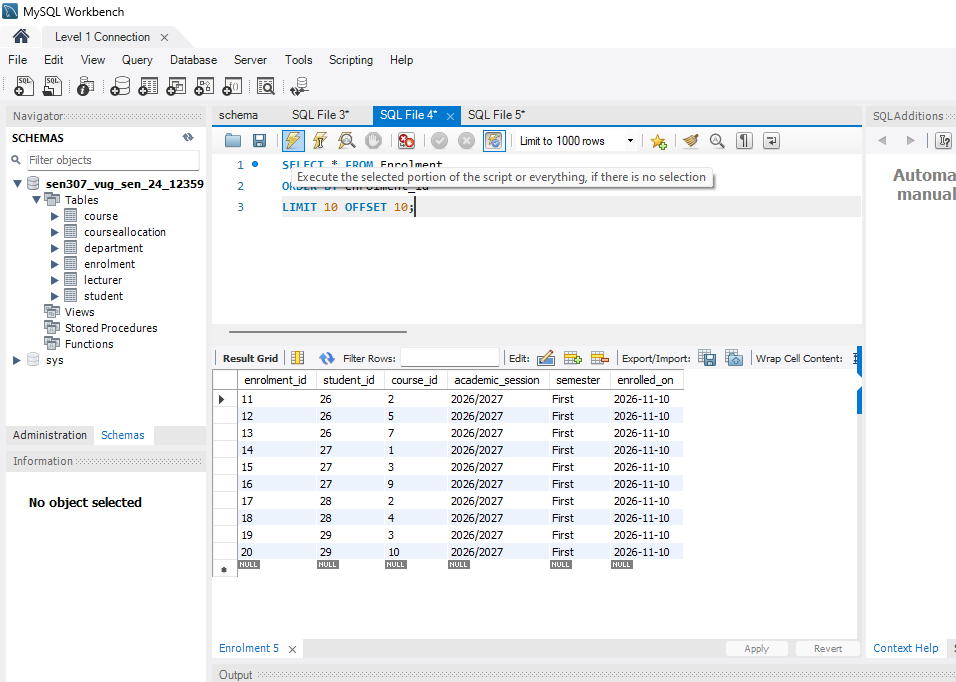 MySQL Workbench
Level 1 Connection
File Edit View Query Database Server Tools Scripting Help
Navigator
SCHEMAS
Filter objects
sen307_vug_sen_24_12359
Tables
course
courseallocation
department
enrolment
lecturer
student
Views
Stored Procedures
Functions
sys
Administration Schemas
Information
No object selected
schema SQL File 3* SQL File 4* SQL File 5*
Limit to 1000 rows
1 SELECT * FROM Enrolment
Execute the selected portion of the script or everything, if there is no selection
2 ORDER BY enrolment_id
3 LIMIT 10 OFFSET 10;
Result Grid Filter Rows: Edit: Export/Import: Wrap Cell Content:
enrolment_id student_id course_id academic_session semester enrolled_on
11 26 2 2026/2027 First 2026-11-10
12 26 5 2026/2027 First 2026-11-10
13 26 7 2026/2027 First 2026-11-10
14 27 1 2026/2027 First 2026-11-10
15 27 3 2026/2027 First 2026-11-10
16 27 9 2026/2027 First 2026-11-10
17 28 2 2026/2027 First 2026-11-10
18 28 4 2026/2027 First 2026-11-10
19 29 3 2026/2027 First 2026-11-10
20 29 10 2026/2027 First 2026-11-10
NULL NULL NULL NULL NULL NULL
Enrolment 5
Apply Revert
Output
SQLAdditions
Automa
manual
Context Help